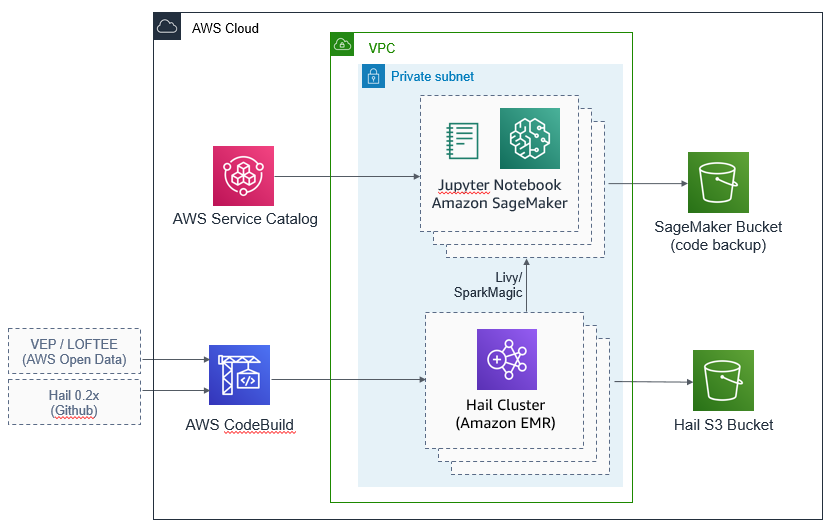 AWS Cloud
VPC
Private subnet
Jupyter Notebook
Amazon SageMaker
AWS Service Catalog
SageMaker Bucket
(code backup)
Livy/
SparkMagic
VEP / LOFTEE
(AWS Open Data)
Hail 0.2x
(Github)
AWS CodeBuild
Hail Cluster
(Amazon EMR)
Hail S3 Bucket